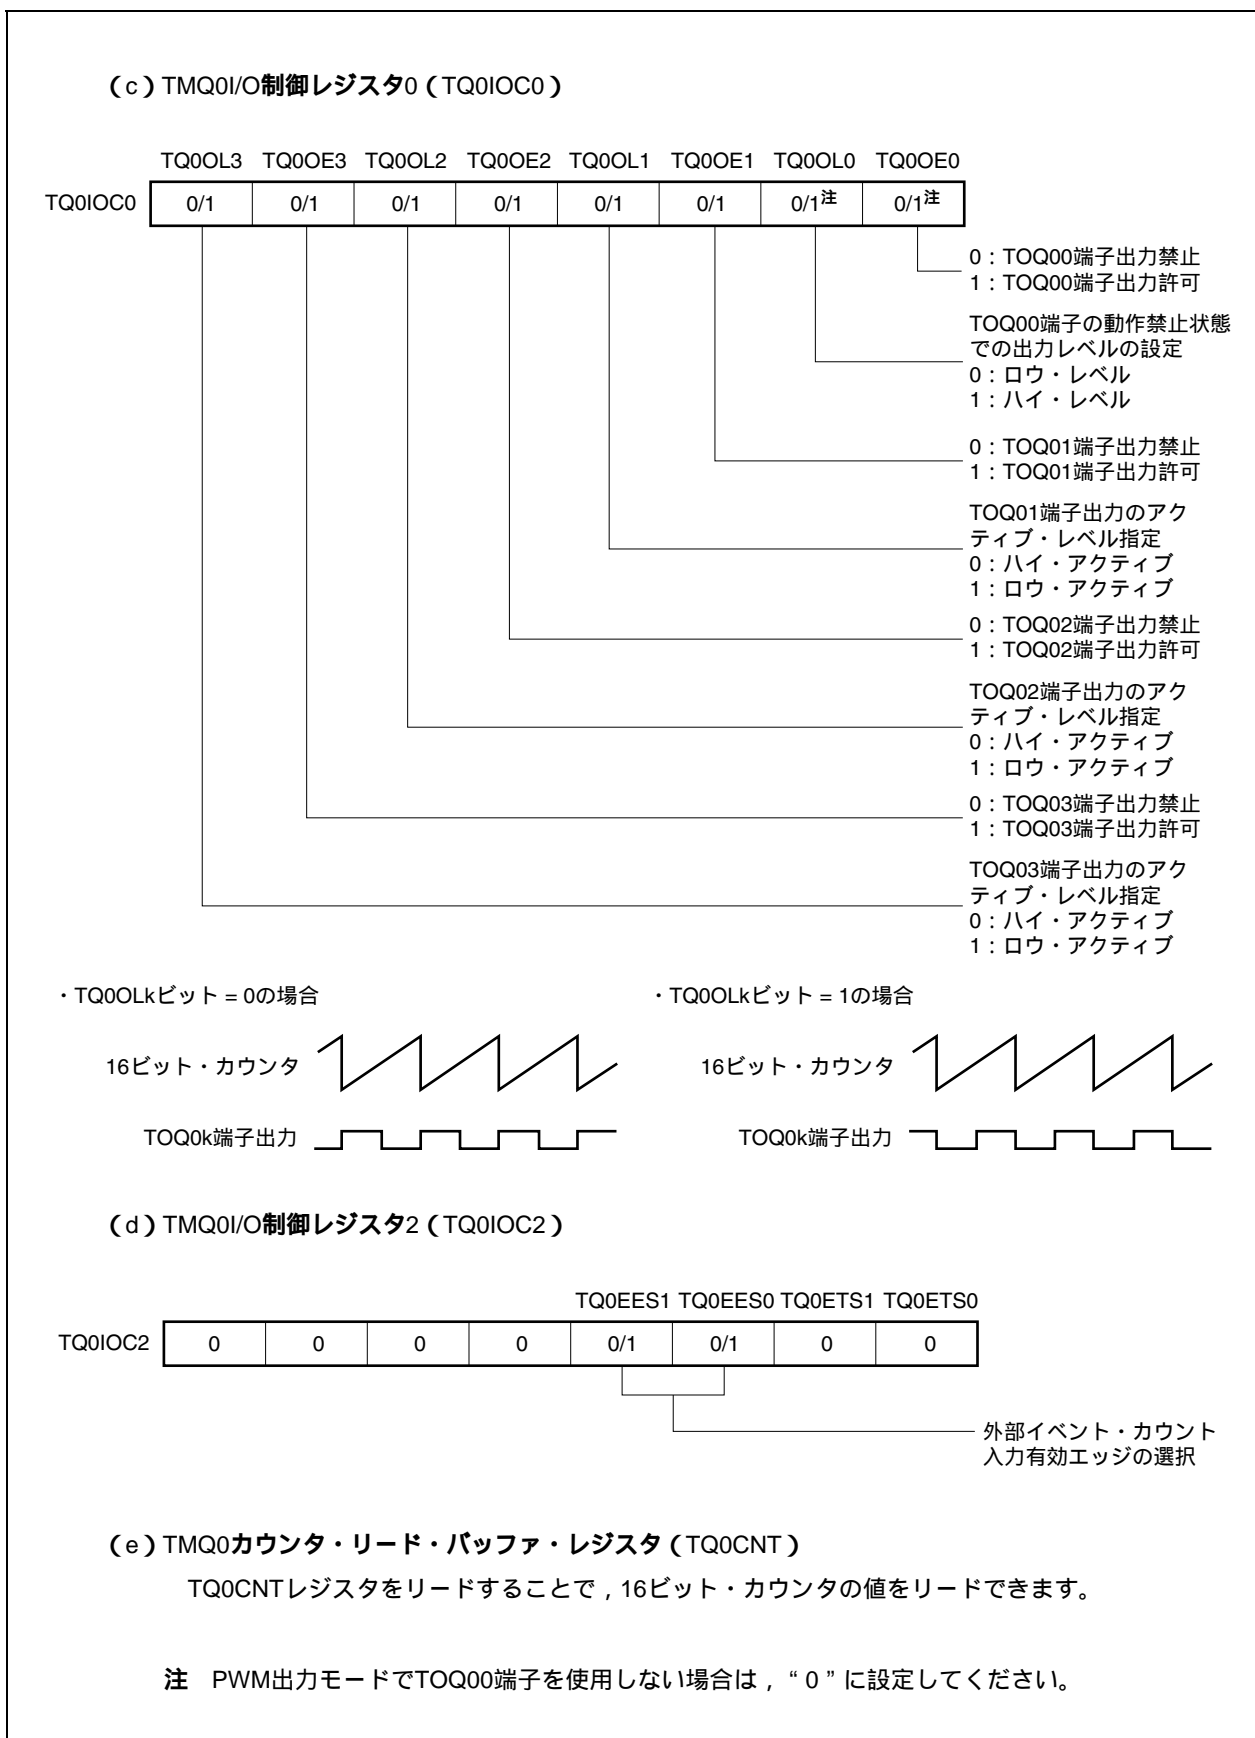 （c）TMQ0I/O制御レジスタ0（TQ0IOC0）
TQ0OL3 TQ0OE3 TQ0OL2 TQ0OE2 TQ0OL1 TQ0OE1 TQ0OL0 TQ0OE0
TQ0IOC0 0/1 0/1 0/1 0/1 0/1 0/1 0/1注 0/1注
0：TOQ00端子出力禁止
1：TOQ00端子出力許可
TOQ00端子の動作禁止状態
での出力レベルの設定
0：ロウ・レベル
1：ハイ・レベル
0：TOQ01端子出力禁止
1：TOQ01端子出力許可
TOQ01端子出力のアク
ティブ・レベル指定
0：ハイ・アクティブ
1：ロウ・アクティブ
0：TOQ02端子出力禁止
1：TOQ02端子出力許可
TOQ02端子出力のアク
ティブ・レベル指定
0：ハイ・アクティブ
1：ロウ・アクティブ
0：TOQ03端子出力禁止
1：TOQ03端子出力許可
TOQ03端子出力のアク
ティブ・レベル指定
0：ハイ・アクティブ
1：ロウ・アクティブ
・TQ0OLkビット = 0の場合
16ビット・カウンタ
TOQ0k端子出力
・TQ0OLkビット = 1の場合
16ビット・カウンタ
TOQ0k端子出力
（d）TMQ0I/O制御レジスタ2（TQ0IOC2）
TQ0EES1 TQ0EES0 TQ0ETS1 TQ0ETS0
TQ0IOC2 0 0 0 0 0/1 0/1 0 0
外部イベント・カウント
入力有効エッジの選択
（e）TMQ0カウンタ・リード・バッファ・レジスタ（TQ0CNT）
TQ0CNTレジスタをリードすることで，16ビット・カウンタの値をリードできます。
注 PWM出力モードでTOQ00端子を使用しない場合は，“0”に設定してください。